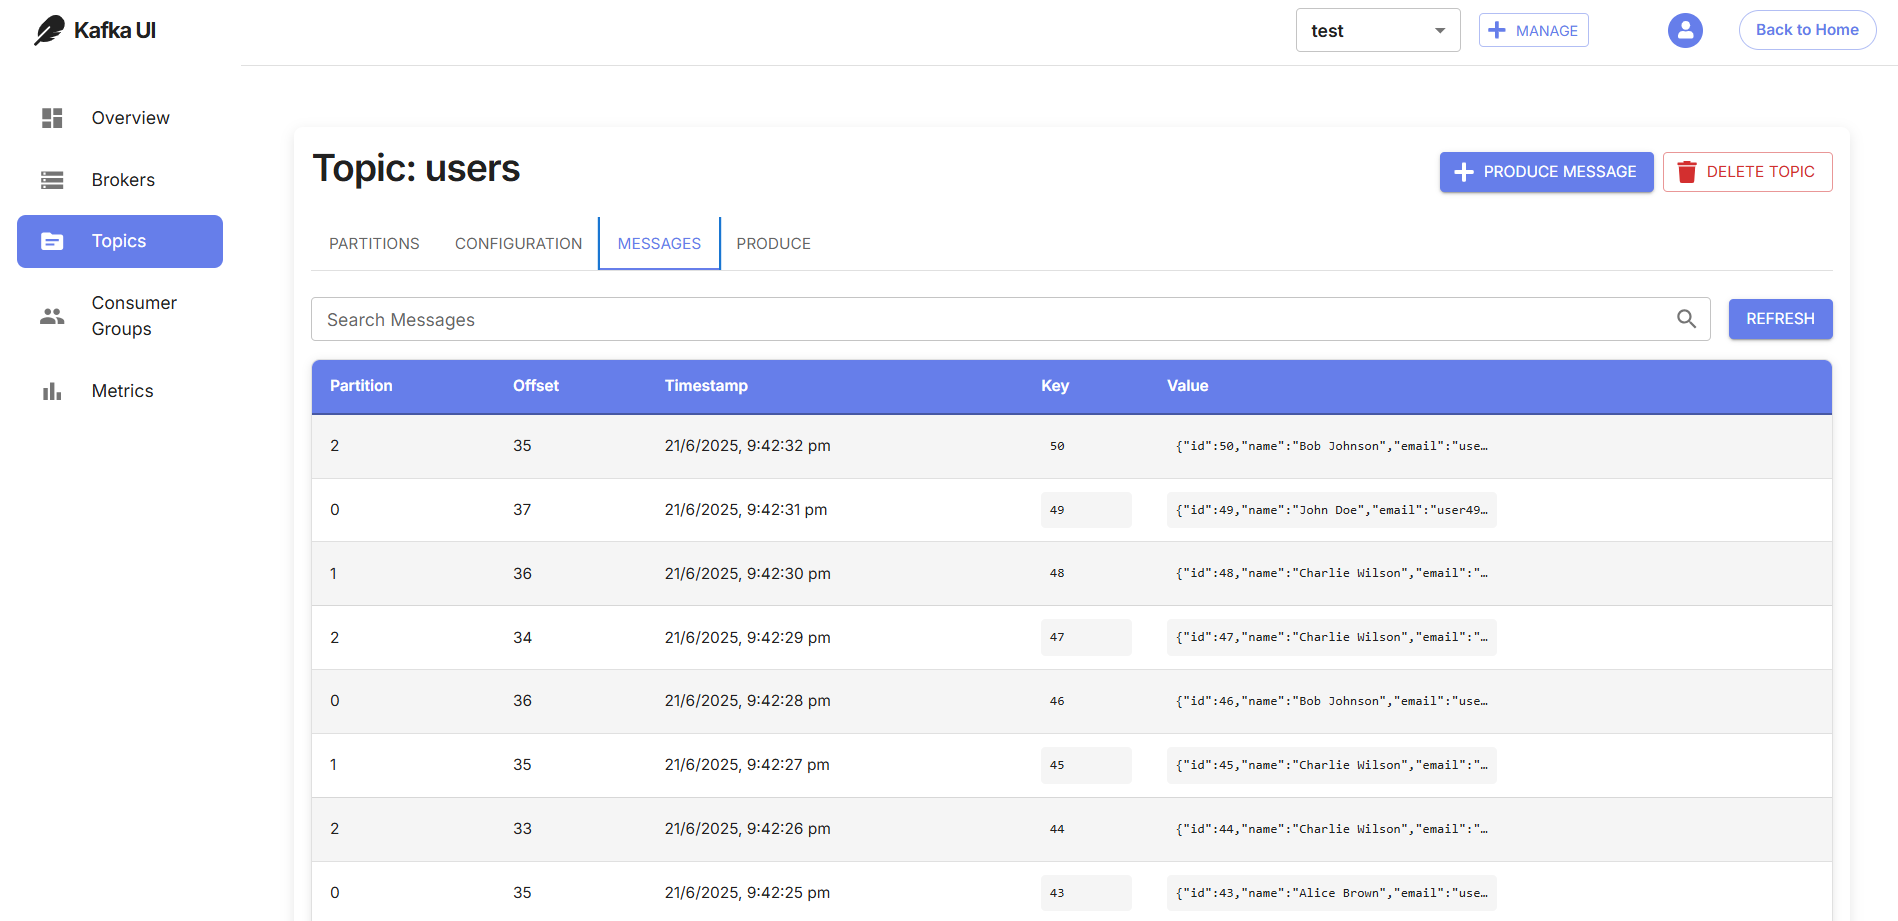 Kafka UI
test
MANAGE
Back to Home
Overview
Brokers
Topics
Consumer
Groups
Metrics
Topic: users
PRODUCE MESSAGE
DELETE TOPIC
PARTITIONS CONFIGURATION MESSAGES PRODUCE
Search Messages
REFRESH
Partition Offset Timestamp Key Value
2 35 21/6/2025, 9:42:32 pm 50 {"id":50,"name":"Bob Johnson","email":"use…
0 37 21/6/2025, 9:42:31 pm 49 {"id":49,"name":"John Doe","email":"user49…
1 36 21/6/2025, 9:42:30 pm 48 {"id":48,"name":"Charlie Wilson","email":"…
2 34 21/6/2025, 9:42:29 pm 47 {"id":47,"name":"Charlie Wilson","email":"…
0 36 21/6/2025, 9:42:28 pm 46 {"id":46,"name":"Bob Johnson","email":"use…
1 35 21/6/2025, 9:42:27 pm 45 {"id":45,"name":"Charlie Wilson","email":"…
2 33 21/6/2025, 9:42:26 pm 44 {"id":44,"name":"Charlie Wilson","email":"…
0 35 21/6/2025, 9:42:25 pm 43 {"id":43,"name":"Alice Brown","email":"use…